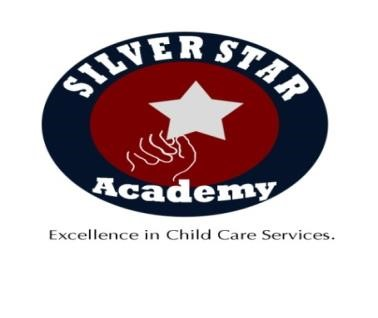 SILVER STAR
Academy
Excellence in Child Care Services.